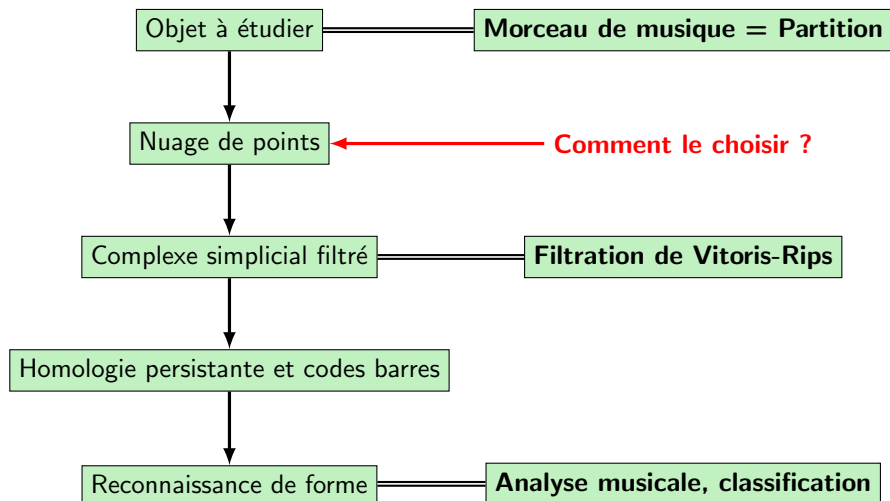 Objet à étudier
Morceau de musique = Partition
Nuage de points
Comment le choisir ?
Complexe simplicial filtré
Filtration de Vitoris-Rips
Homologie persistante et codes barres
Reconnaissance de forme
Analyse musicale, classification